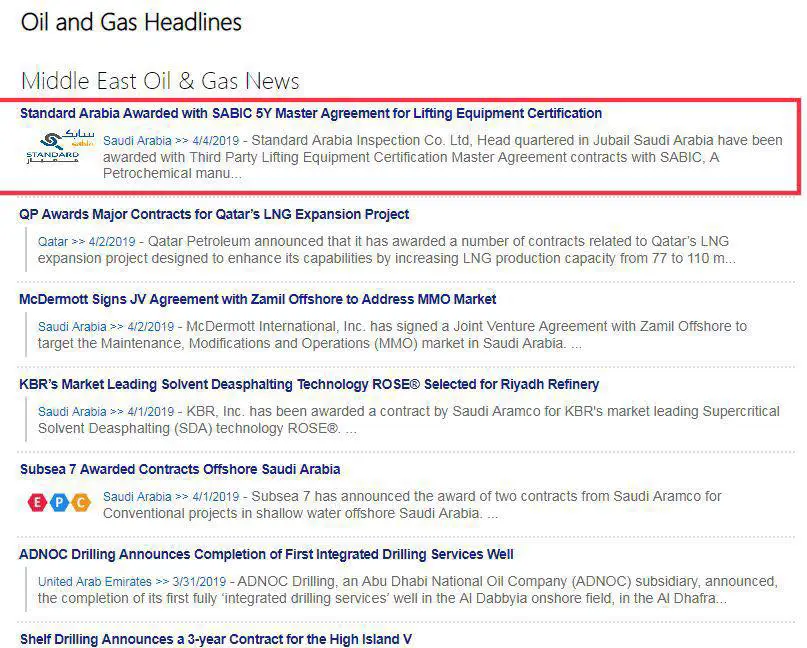 Oil and Gas Headlines
Middle East Oil & Gas News
Standard Arabia Awarded with SABIC 5Y Master Agreement for Lifting Equipment Certification
سابك
sabic
STANDARD
Saudi Arabia >> 4/4/2019 - Standard Arabia Inspection Co. Ltd, Head quartered in Jubail Saudi Arabia have been
awarded with Third Party Lifting Equipment Certification Master Agreement contracts with SABIC, A
Petrochemical manu...
QP Awards Major Contracts for Qatar’s LNG Expansion Project
Qatar >> 4/2/2019 - Qatar Petroleum announced that it has awarded a number of contracts related to Qatar’s LNG
expansion project designed to enhance its capabilities by increasing LNG production capacity from 77 to 110 m...
McDermott Signs JV Agreement with Zamil Offshore to Address MMO Market
Saudi Arabia >> 4/2/2019 - McDermott International, Inc. has signed a Joint Venture Agreement with Zamil Offshore to
target the Maintenance, Modifications and Operations (MMO) market in Saudi Arabia. ...
KBR’s Market Leading Solvent Deasphalting Technology ROSE® Selected for Riyadh Refinery
Saudi Arabia >> 4/1/2019 - KBR, Inc. has been awarded a contract by Saudi Aramco for KBR's market leading Supercritical
Solvent Deasphalting (SDA) technology ROSE®. ...
Subsea 7 Awarded Contracts Offshore Saudi Arabia
E P C
Saudi Arabia >> 4/1/2019 - Subsea 7 has announced the award of two contracts from Saudi Aramco for
Conventional projects in shallow water offshore Saudi Arabia. ...
ADNOC Drilling Announces Completion of First Integrated Drilling Services Well
United Arab Emirates >> 3/31/2019 - ADNOC Drilling, an Abu Dhabi National Oil Company (ADNOC) subsidiary, announced,
the completion of its first fully ‘integrated drilling services’ well in the Al Dabbyia onshore field, in the Al Dhafra...
Shelf Drilling Announces a 3-year Contract for the High Island V